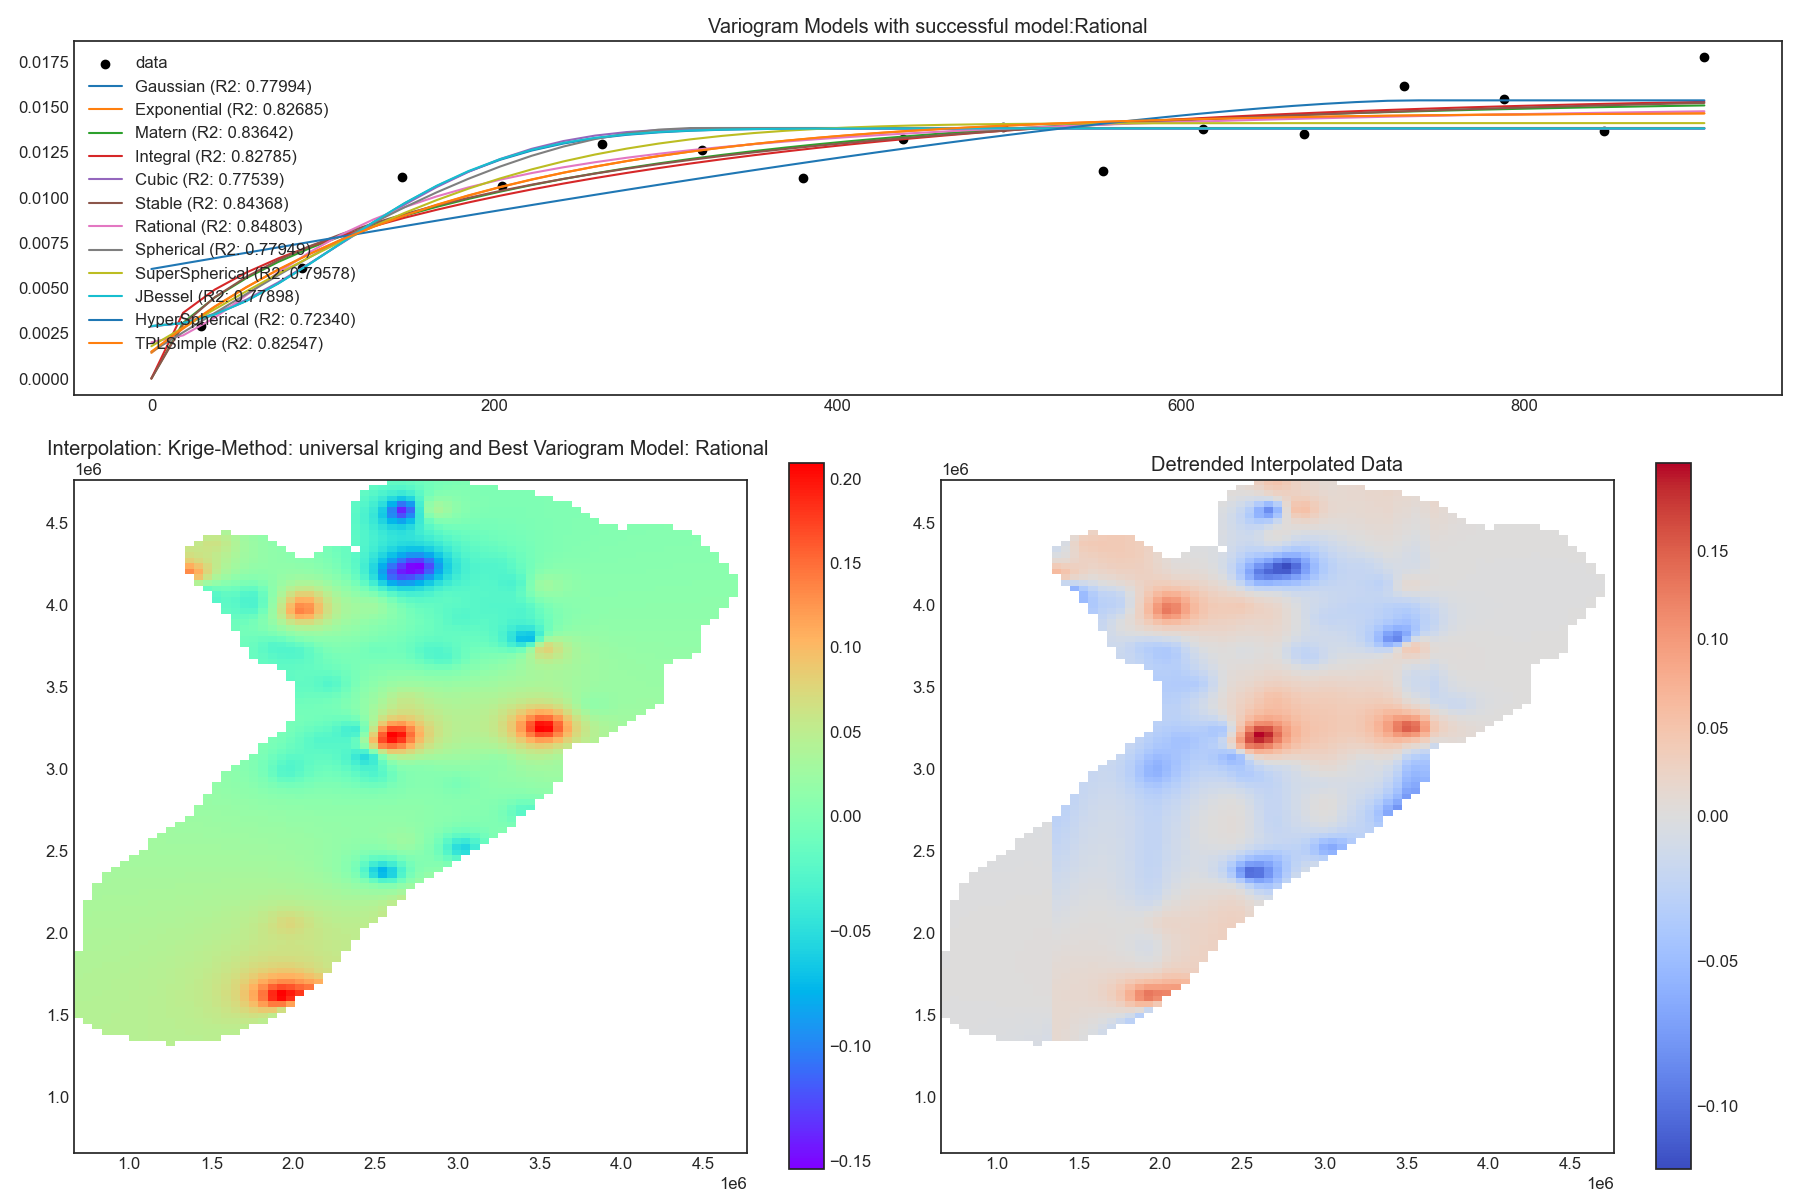 Variogram Models with successful model:Rational
0.0175
0.0150
0.0125
0.0100
0.0075
0.0050
0.0025
0.0000
data
Gaussian (R2: 0.77994)
Exponential (R2: 0.82685)
Matern (R2: 0.83642)
Integral (R2: 0.82785)
Cubic (R2: 0.77539)
Stable (R2: 0.84368)
Rational (R2: 0.84803)
Spherical (R2: 0.77949)
SuperSpherical (R2: 0.79578)
JBessel (R2: 0.77898)
HyperSpherical (R2: 0.72340)
TPLSimple (R2: 0.82547)
0 200 400 600 800
Interpolation: Krige-Method: universal kriging and Best Variogram Model: Rational
1e6
4.5
4.0
3.5
3.0
2.5
2.0
1.5
1.0
1.0 1.5 2.0 2.5 3.0 3.5 4.0 4.5
1e6
0.20
0.15
0.10
0.05
0.00
−0.05
−0.10
−0.15
Detrended Interpolated Data
1e6
4.5
4.0
3.5
3.0
2.5
2.0
1.5
1.0
1.0 1.5 2.0 2.5 3.0 3.5 4.0 4.5
1e6
0.15
0.10
0.05
0.00
−0.05
−0.10